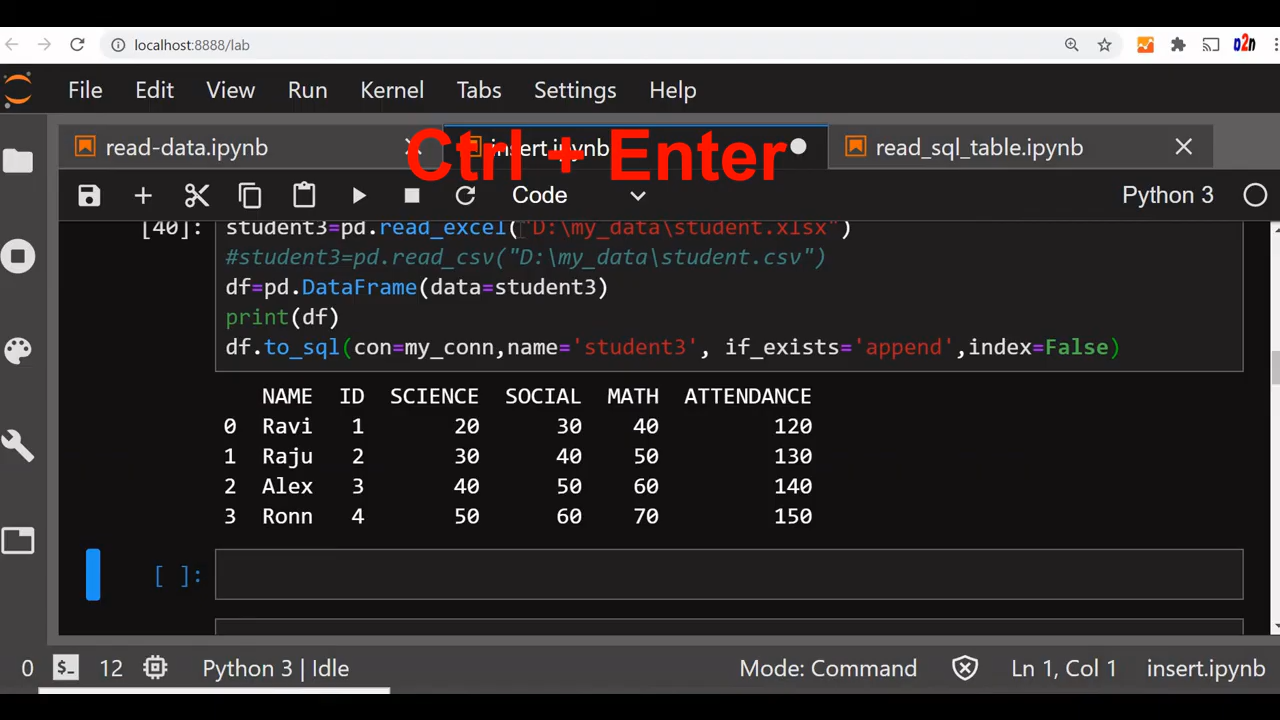 localhost:8888/lab
File Edit View Run Kernel Tabs Settings Help
read-data.ipynb insert.ipynb read_sql_table.ipynb
Ctrl + Enter
Code Python 3
[40]: student3=pd.read_excel("D:\my_data\student.xlsx")
#student3=pd.read_csv("D:\my_data\student.csv")
df=pd.DataFrame(data=student3)
print(df)
df.to_sql(con=my_conn,name='student3', if_exists='append',index=False)
NAME ID SCIENCE SOCIAL MATH ATTENDANCE
0 Ravi 1 20 30 40 120
1 Raju 2 30 40 50 130
2 Alex 3 40 50 60 140
3 Ronn 4 50 60 70 150
[ ]:
0 $_ 12 Python 3 | Idle Mode: Command Ln 1, Col 1 insert.ipynb